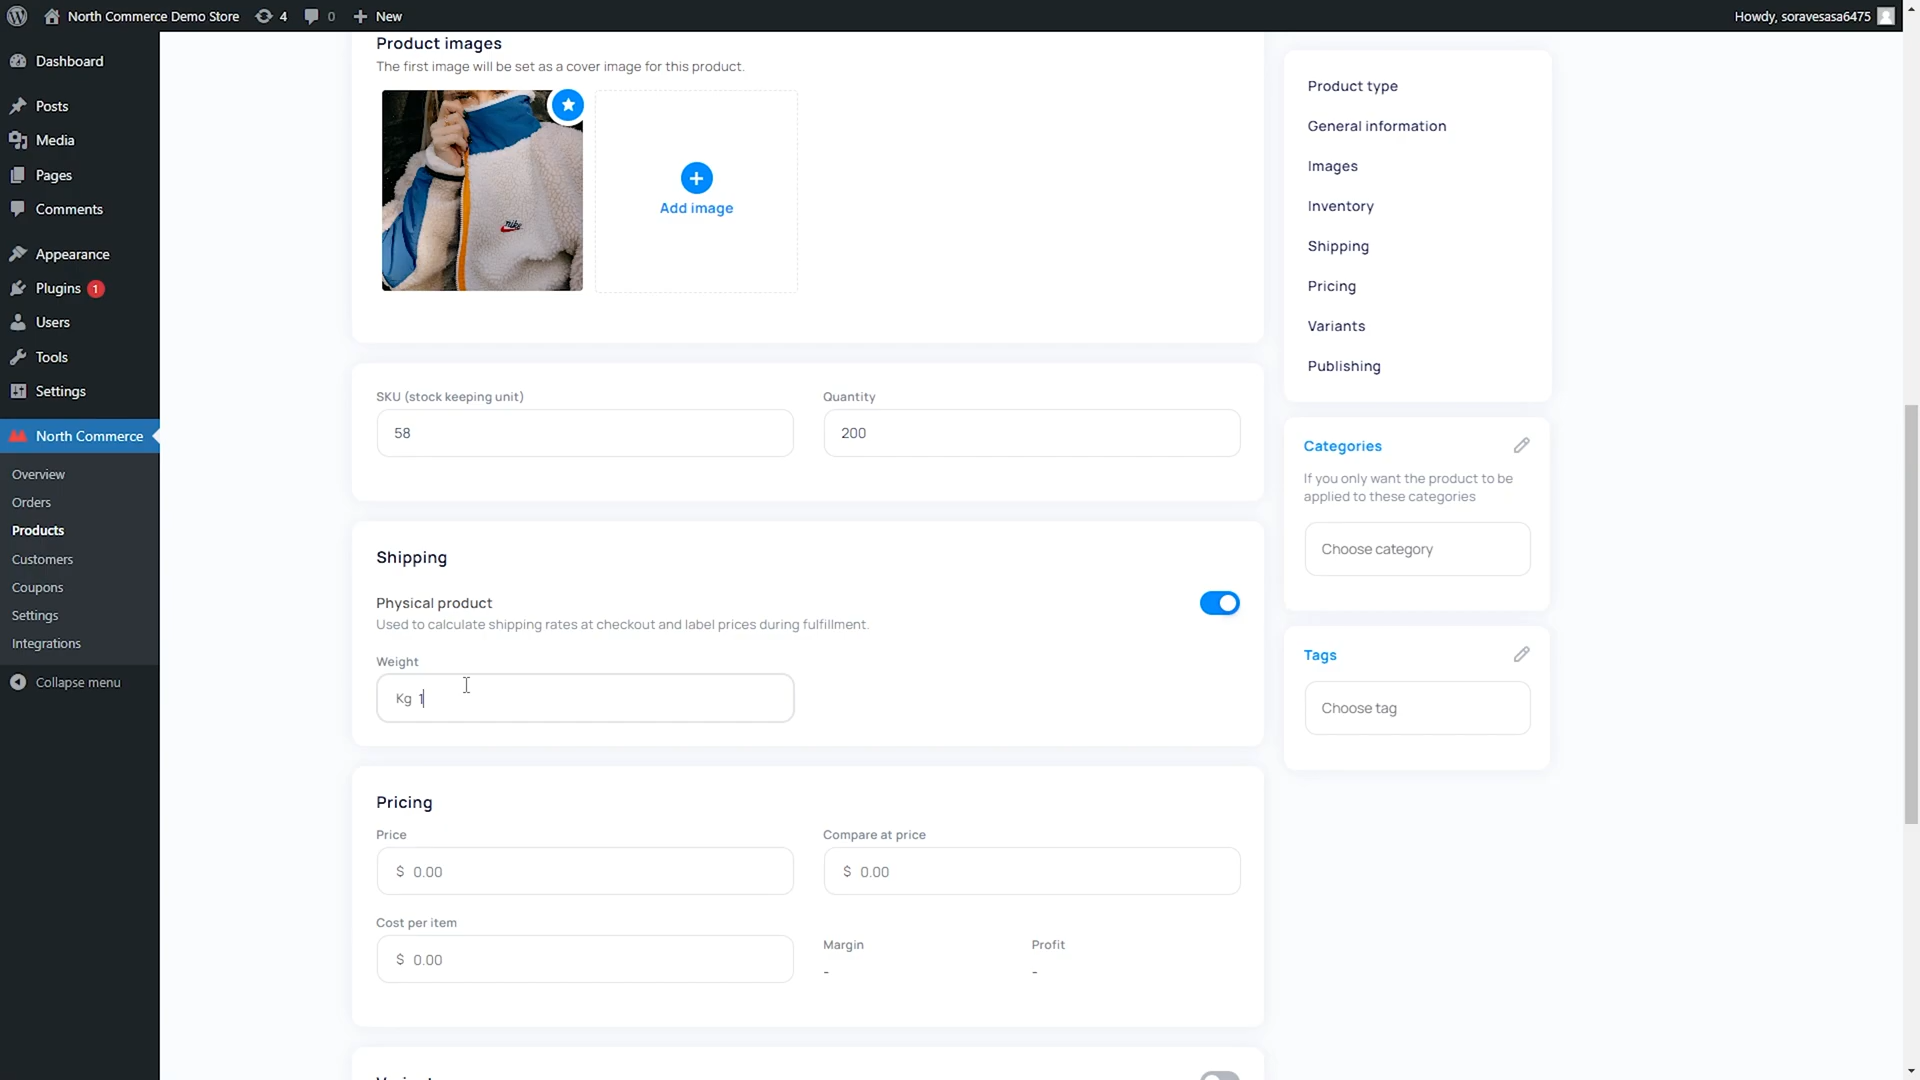 North Commerce Demo Store
4
0
New
Howdy, soravesasa6475
Dashboard
Posts
Media
Pages
Comments
Appearance
Plugins 1
Users
Tools
Settings
North Commerce
Overview
Orders
Products
Customers
Coupons
Settings
Integrations
Collapse menu
Product images
The first image will be set as a cover image for this product.
NIKE
Add image
SKU (stock keeping unit)
58
Quantity
200
Shipping
Physical product
Used to calculate shipping rates at checkout and label prices during fulfillment.
Weight
Kg 1
Pricing
Price
$ 0.00
Compare at price
$ 0.00
Cost per item
$ 0.00
Margin
-
Profit
-
Product type
General information
Images
Inventory
Shipping
Pricing
Variants
Publishing
Categories
If you only want the product to be
applied to these categories
Choose category
Tags
Choose tag